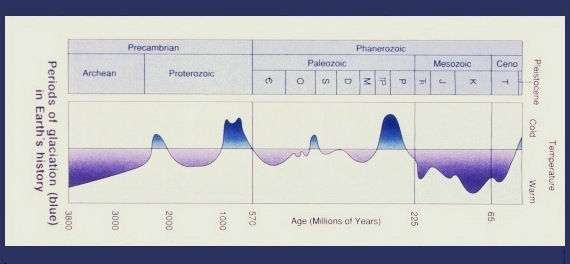 Periods of glaciation (blue)
in Earth's history
Precambrian
Phanerozoic
Archean
Proterozoic
Paleozoic
Mesozoic
Ceno
Pleistocene
Є
O
S
D
M
IP
P
J
K
T
Cold
Temperature
Warm
3800
3000
2000
1000
570
Age (Millions of Years)
225
65